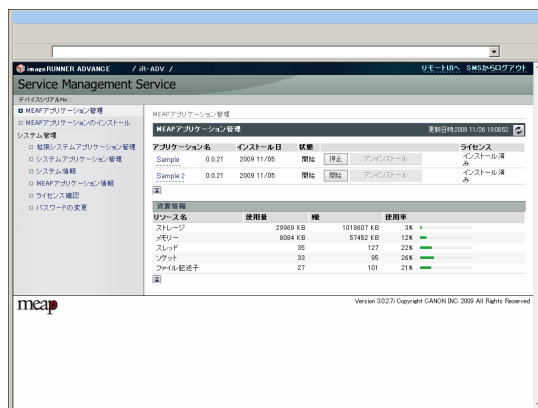 imageRUNNER ADVANCE / iR-ADV /
リモートUIへ SMSからログアウト
Service Management Service
デバイスシリアルNo.:
MEAPアプリケーション管理
MEAPアプリケーションのインストール
システム管理
拡張システムアプリケーション管理
システムアプリケーション管理
システム情報
MEAPアプリケーション情報
ライセンス確認
パスワードの変更
MEAPアプリケーション管理
MEAPアプリケーション管理 更新日時:2009 11/26 19:08:52
アプリケーション名 インストール日 状態 ライセンス
Sample 0.0.21 2009 11/05 開始 停止 アンインストール インストール済み
Sample 2 0.0.21 2009 11/05 開始 開始 アンインストール インストール済み
資源情報
リソース名 使用量 残量 使用率
ストレージ 29969 KB 1018607 KB 3%
メモリー 8084 KB 57452 KB 12%
スレッド 35 127 22%
ソケット 33 95 26%
ファイル記述子 27 101 21%
meap
Version 3.0.2.7i Copyright CANON INC. 2009 All Rights Reserved